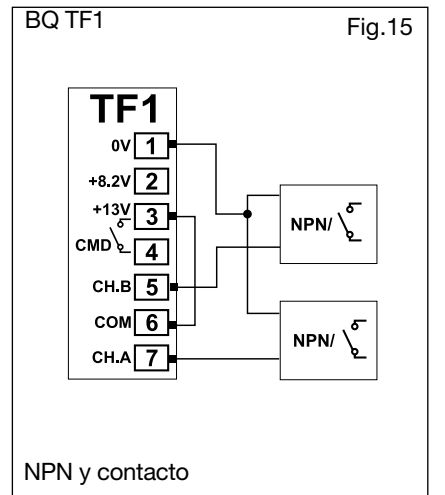 BQ TF1
Fig.15
TF1
0V 1
+8.2V 2
+13V 3
CMD 4
CH.B 5
COM 6
CH.A 7
NPN/
NPN/
NPN y contacto